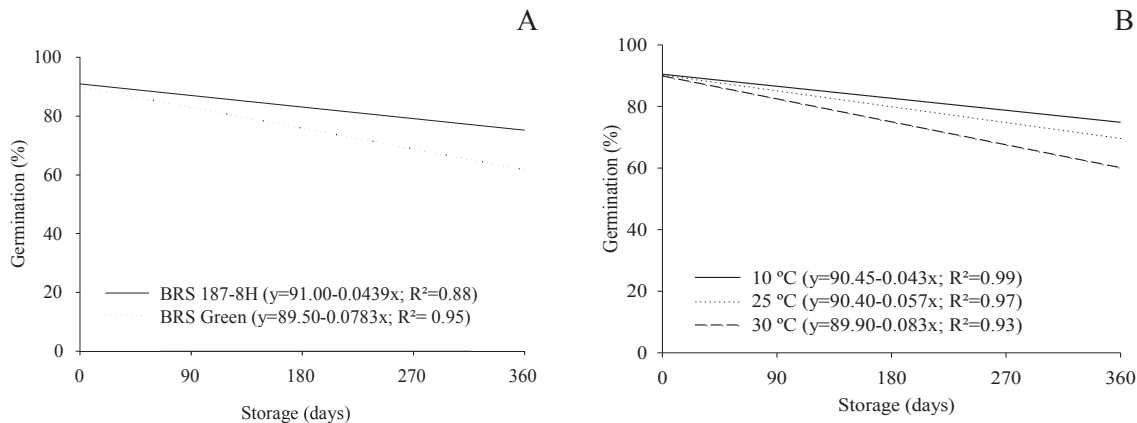 A
100
80
60
40
20
0
Germination (%)
BRS 187-8H (y=91.00-0.0439x; R²=0.88)
BRS Green (y=89.50-0.0783x; R²= 0.95)
0 90 180 270 360
Storage (days)
B
100
80
60
40
20
0
Germination (%)
10 ºC (y=90.45-0.043x; R²=0.99)
25 ºC (y=90.40-0.057x; R²=0.97)
30 ºC (y=89.90-0.083x; R²=0.93)
0 90 180 270 360
Storage (days)